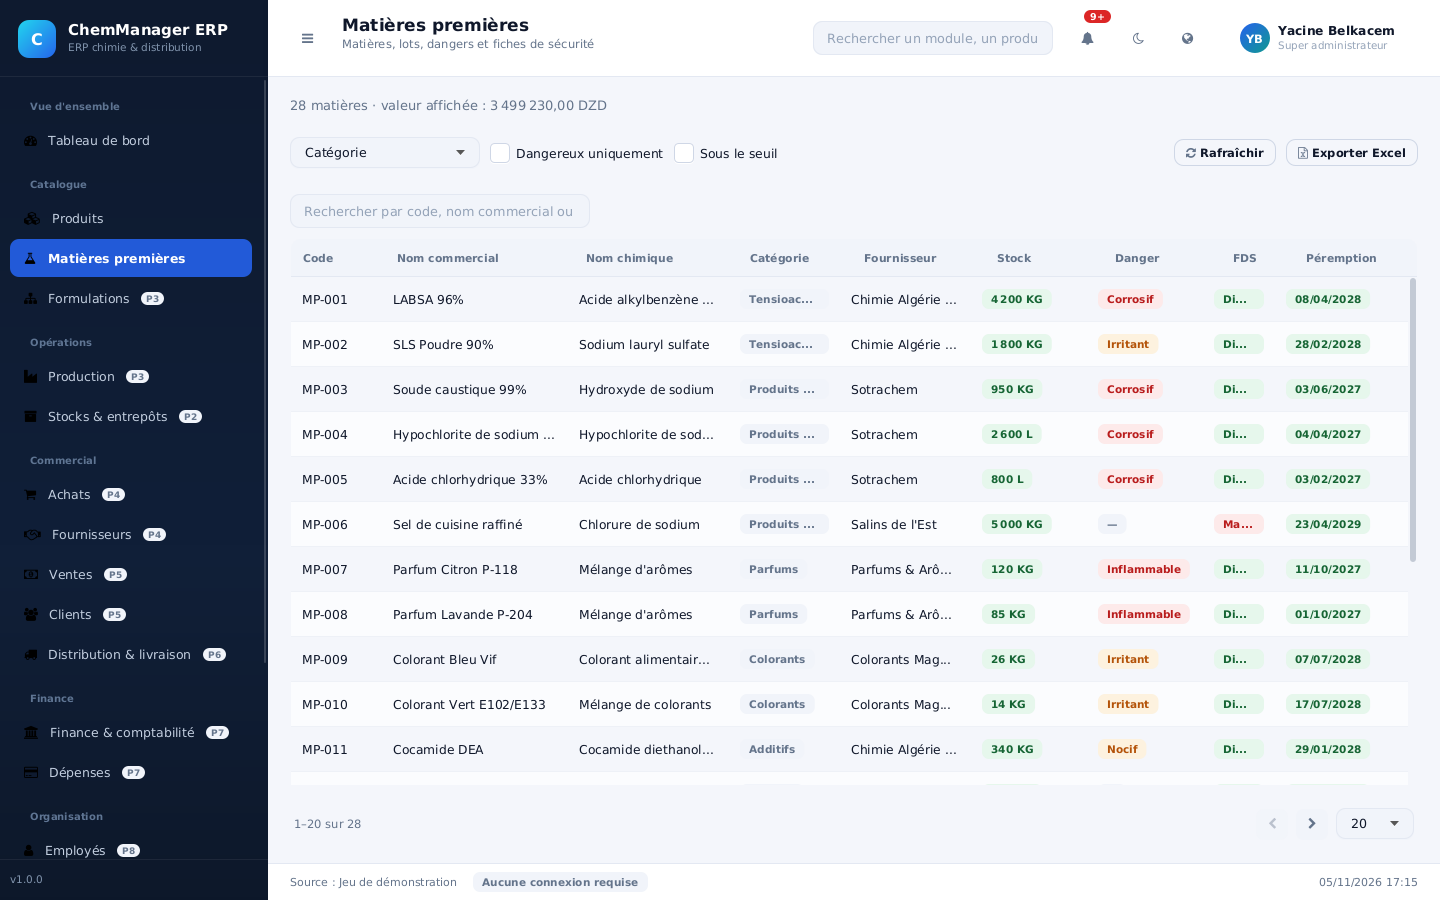 C
ChemManager ERP
ERP chimie & distribution
Vue d'ensemble
Tableau de bord
Catalogue
Produits
Matières premières
Formulations P3
Opérations
Production P3
Stocks & entrepôts P2
Commercial
Achats P4
Fournisseurs P4
Ventes P5
Clients P5
Distribution & livraison P6
Finance
Finance & comptabilité P7
Dépenses P7
Organisation
Employés P8
v1.0.0
Matières premières
Matières, lots, dangers et fiches de sécurité
Rechercher un module, un produ
9+
YB
Yacine Belkacem
Super administrateur
28 matières · valeur affichée : 3 499 230,00 DZD
Catégorie Dangereux uniquement Sous le seuil Rafraîchir Exporter Excel
Rechercher par code, nom commercial ou
Code Nom commercial Nom chimique Catégorie Fournisseur Stock Danger FDS Péremption
MP-001 LABSA 96% Acide alkylbenzène ... Tensioac... Chimie Algérie ... 4 200 KG Corrosif Di... 08/04/2028
MP-002 SLS Poudre 90% Sodium lauryl sulfate Tensioac... Chimie Algérie ... 1 800 KG Irritant Di... 28/02/2028
MP-003 Soude caustique 99% Hydroxyde de sodium Produits ... Sotrachem 950 KG Corrosif Di... 03/06/2027
MP-004 Hypochlorite de sodium ... Hypochlorite de sod... Produits ... Sotrachem 2 600 L Corrosif Di... 04/04/2027
MP-005 Acide chlorhydrique 33% Acide chlorhydrique Produits ... Sotrachem 800 L Corrosif Di... 03/02/2027
MP-006 Sel de cuisine raffiné Chlorure de sodium Produits ... Salins de l'Est 5 000 KG — Ma... 23/04/2029
MP-007 Parfum Citron P-118 Mélange d'arômes Parfums Parfums & Arô... 120 KG Inflammable Di... 11/10/2027
MP-008 Parfum Lavande P-204 Mélange d'arômes Parfums Parfums & Arô... 85 KG Inflammable Di... 01/10/2027
MP-009 Colorant Bleu Vif Colorant alimentair... Colorants Colorants Mag... 26 KG Irritant Di... 07/07/2028
MP-010 Colorant Vert E102/E133 Mélange de colorants Colorants Colorants Mag... 14 KG Irritant Di... 17/07/2028
MP-011 Cocamide DEA Cocamide diethanol... Additifs Chimie Algérie ... 340 KG Nocif Di... 29/01/2028
1–20 sur 28 20
Source : Jeu de démonstration Aucune connexion requise 05/11/2026 17:15